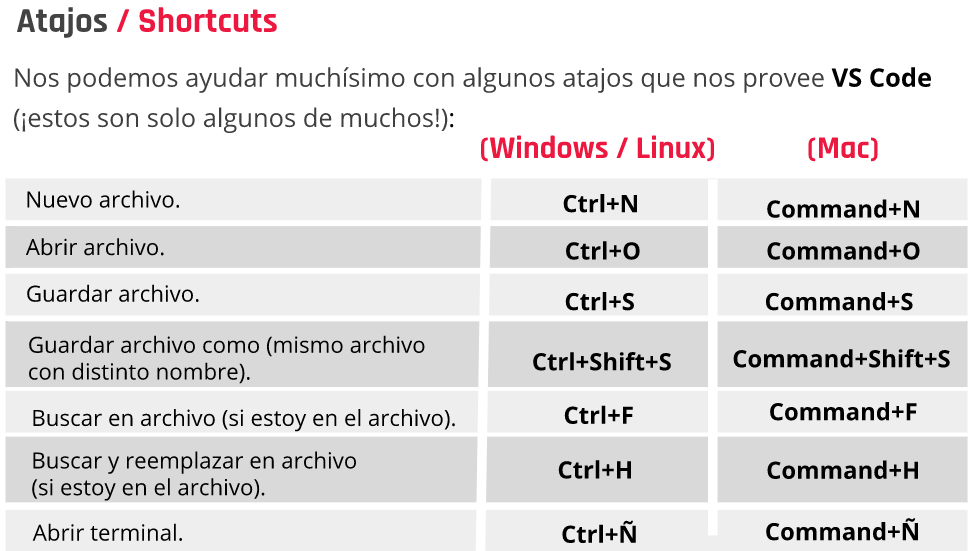 Atajos / Shortcuts
Nos podemos ayudar muchísimo con algunos atajos que nos provee VS Code
(¡estos son solo algunos de muchos!):
(Windows / Linux) (Mac)
Nuevo archivo. Ctrl+N Command+N
Abrir archivo. Ctrl+O Command+O
Guardar archivo. Ctrl+S Command+S
Guardar archivo como (mismo archivo
con distinto nombre). Ctrl+Shift+S Command+Shift+S
Buscar en archivo (si estoy en el archivo). Ctrl+F Command+F
Buscar y reemplazar en archivo
(si estoy en el archivo). Ctrl+H Command+H
Abrir terminal. Ctrl+Ñ Command+Ñ